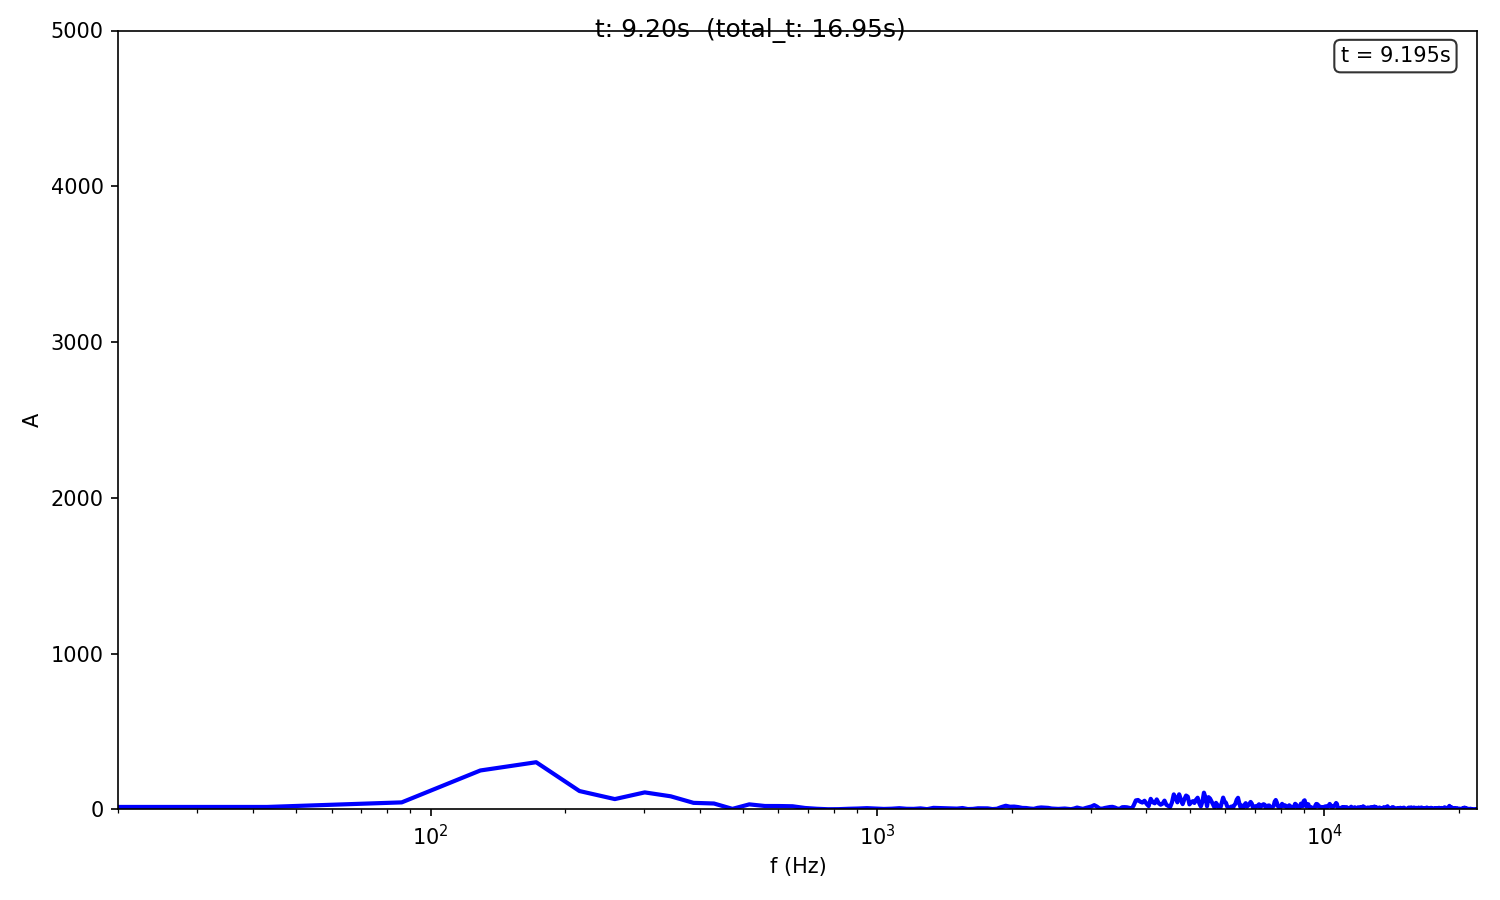 t: 9.20s  (total_t: 16.95s)
t = 9.195s
5000
4000
3000
2000
1000
0
A
10²
10³
10⁴
f (Hz)